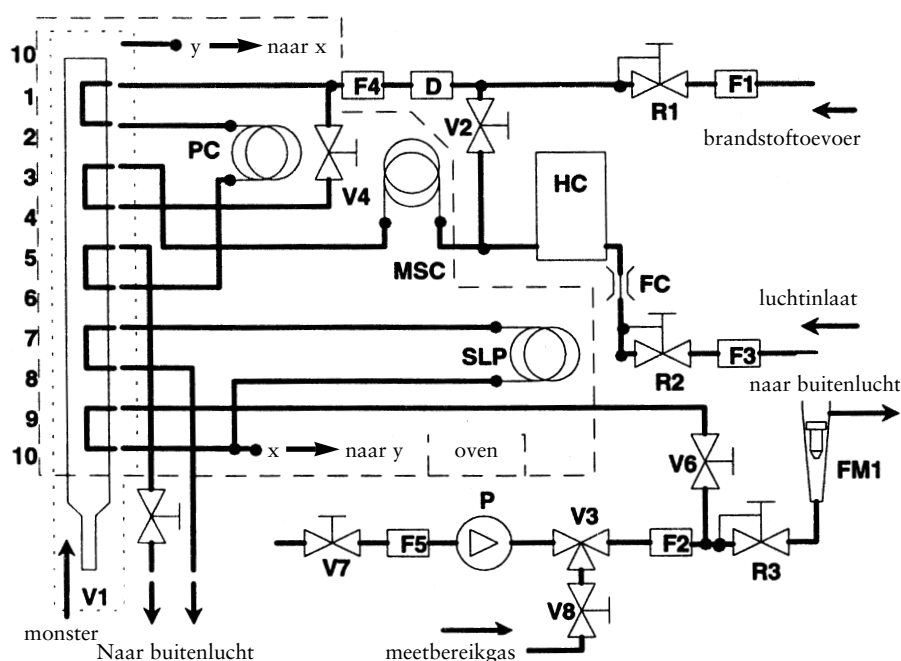 10
y naar x
1
F4
D
R1
F1
brandstoftoevoer
2
PC
V4
V2
3
HC
4
MSC
5
FC
6
luchtinlaat
7
SLP
R2
F3
8
naar buitenlucht
9
10
x naar y
oven
V6
FM1
P
V3
F5
F2
V7
R3
V8
V1
monster
Naar buitenlucht
meetbereikgas